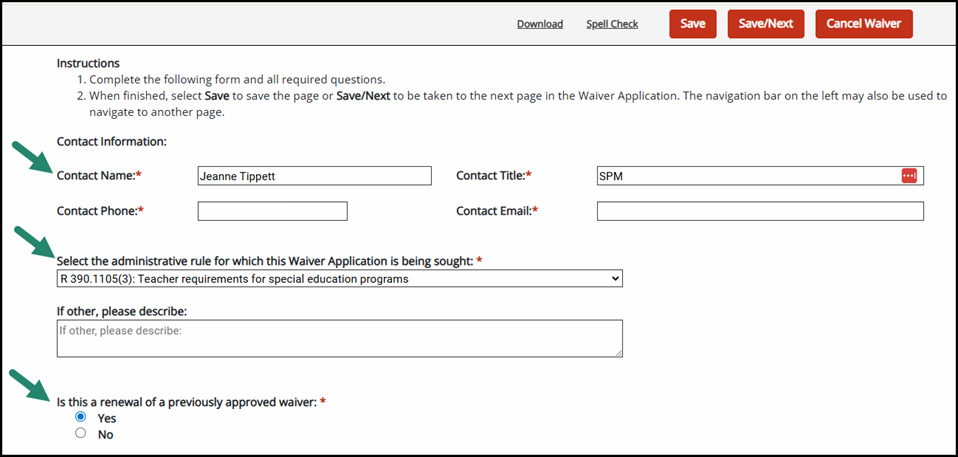 Download Spell Check Save Save/Next Cancel Waiver
Instructions
1. Complete the following form and all required questions.
2. When finished, select Save to save the page or Save/Next to be taken to the next page in the Waiver Application. The navigation bar on the left may also be used to
navigate to another page.
Contact Information:
Contact Name:* Jeanne Tippett Contact Title:* SPM
Contact Phone:* Contact Email:*
Select the administrative rule for which this Waiver Application is being sought: *
R 390.1105(3): Teacher requirements for special education programs
If other, please describe:
If other, please describe:
Is this a renewal of a previously approved waiver: *
Yes
No